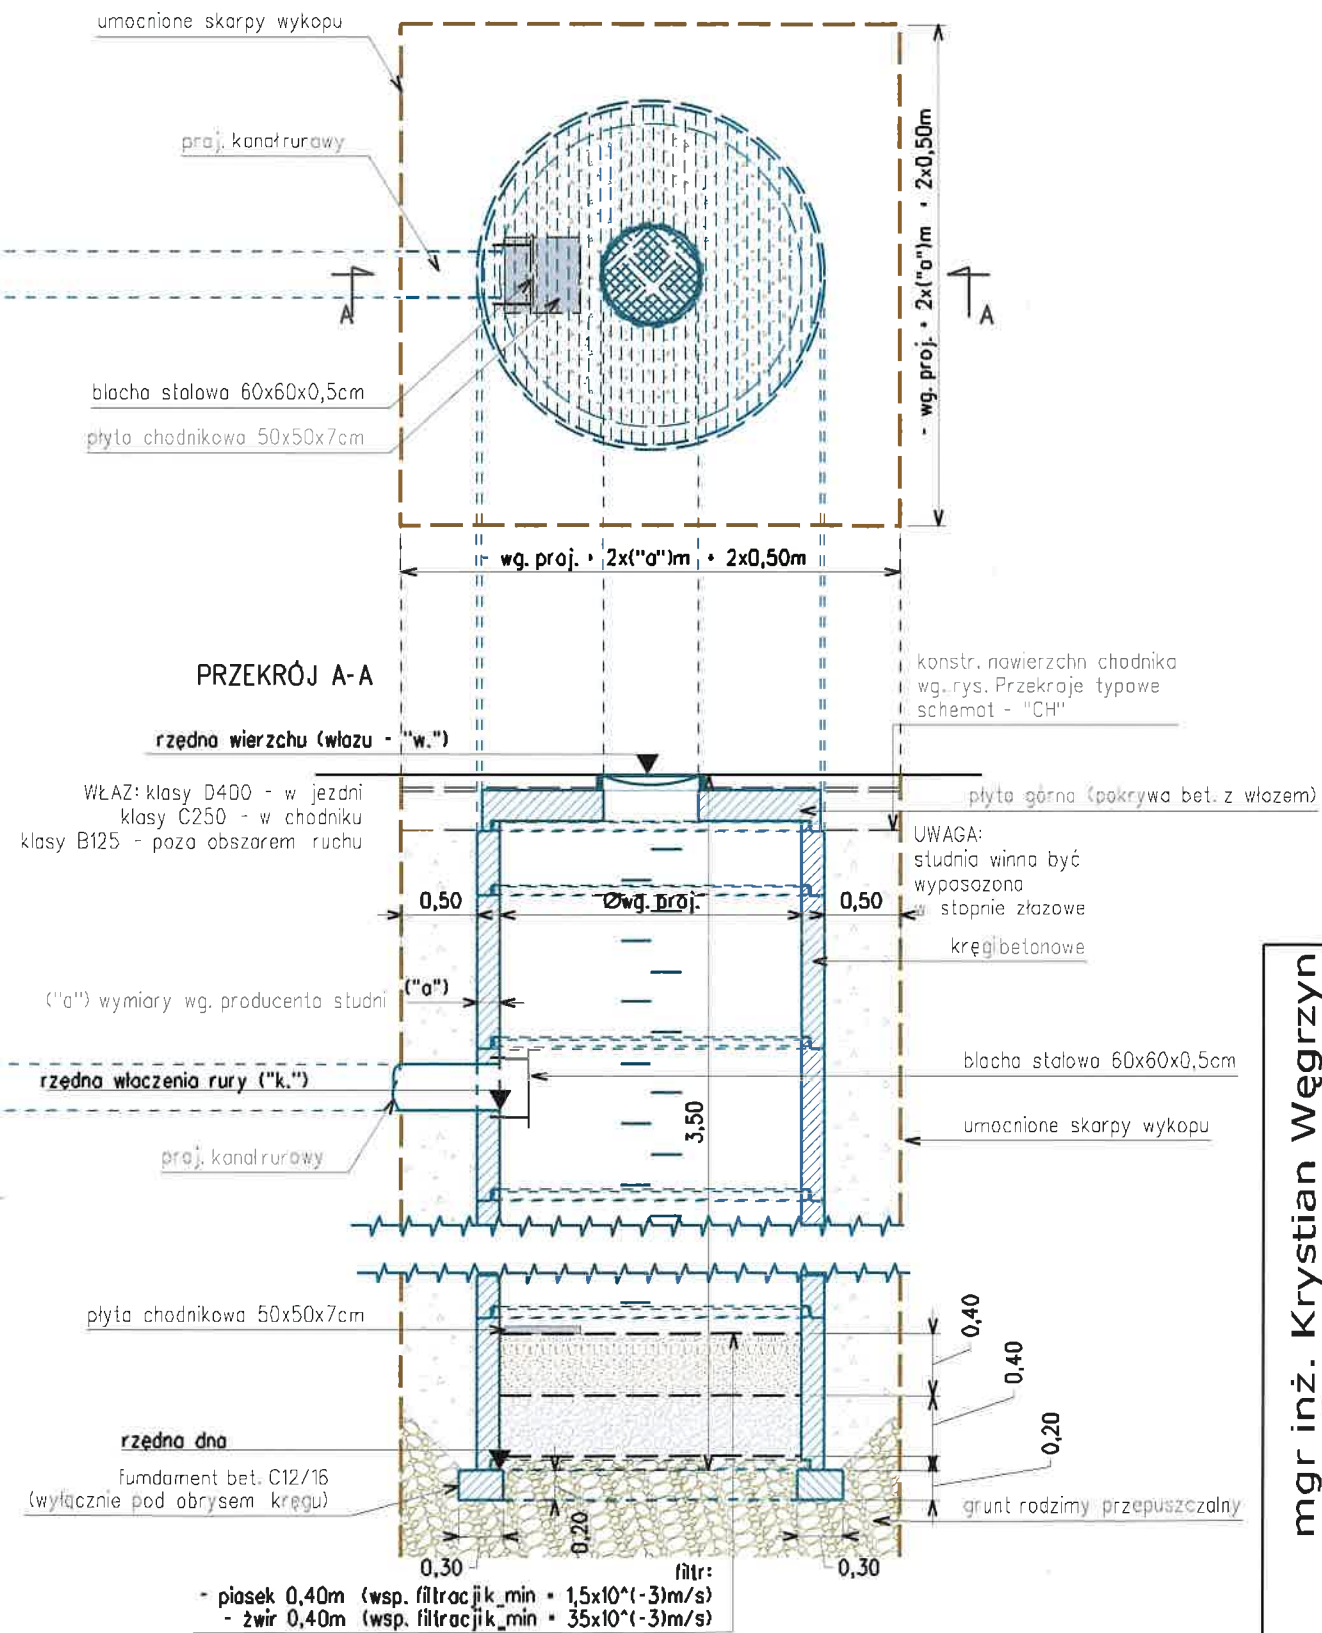 umocnione skarpy wykopu
proj. kanał rurawy
A
A
- wg. proj. + 2x("a")m + 2x0,50m
blacha stalowa 60x60x0,5cm
płyta chodnikowa 50x50x7cm
- wg. proj. + 2x("a")m + 2x0,50m
PRZEKRÓJ A-A
konstr. nawierzchn chodnika
wg. rys. Przekroje typowe
schemat - "CH"
rzędna wierzchu (włazu - "w.")
WŁAZ: klasy D400 - w jezdni
klasy C250 - w chodniku
klasy B125 - poza obszarem ruchu
płyta górna (pokrywa bet. z włazem)
UWAGA:
studnia winna być
wyposażona
w stopnie złazowe
0,50
Øwg. proj.
0,50
kręgi betonowe
("a") wymiary wg. producenta studni
("a")
blacha stalowa 60x60x0,5cm
rzędna włączenia rury ("k.")
3,50
umocnione skarpy wykopu
proj. kanał rurowy
płyta chodnikowa 50x50x7cm
0,40
0,40
0,20
rzędna dna
fumdament bet. C12/16
(wyłącznie pod obrysem kręgu)
grunt rodzimy przepuszczalny
0,20
0,30
0,30
filtr:
- piasek 0,40m (wsp. filtracji k_min = 1,5x10^(-3)m/s)
- żwir 0,40m (wsp. filtracji k_min = 35x10^(-3)m/s)
mgr inż. Krystian Węgrzyn